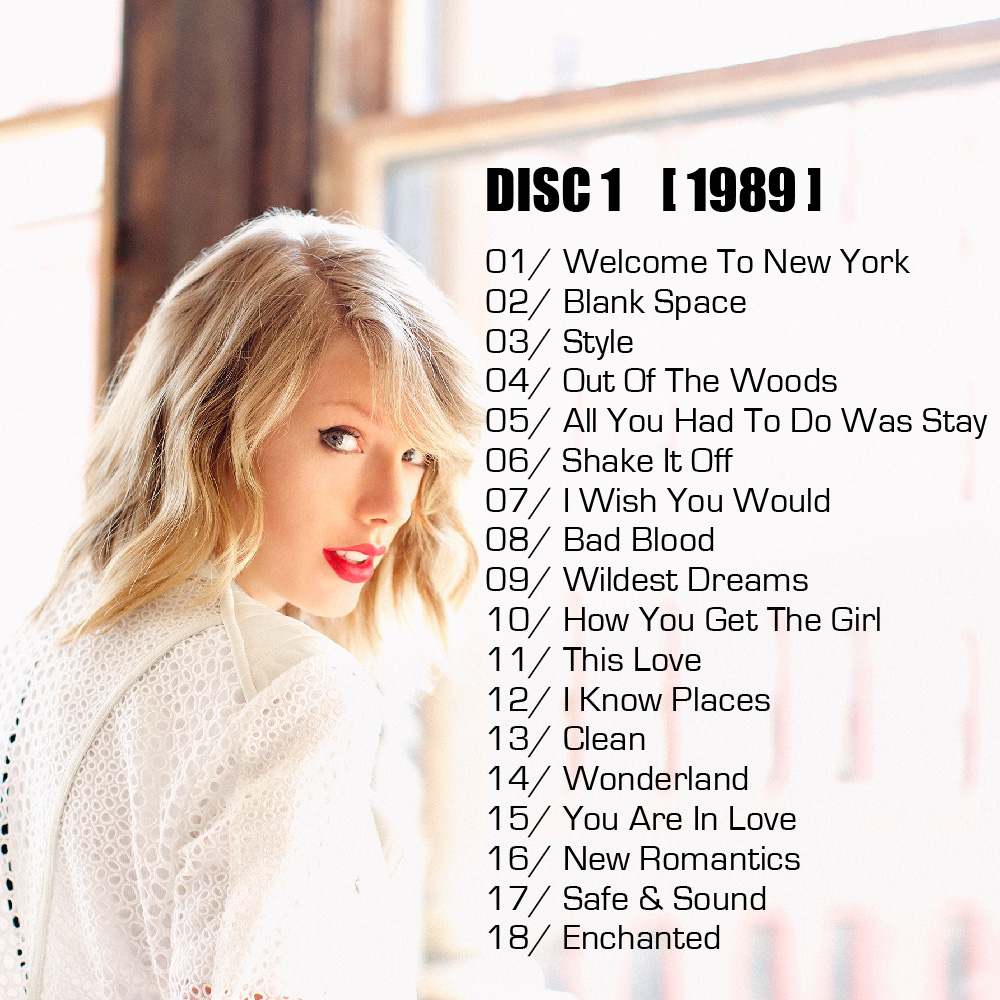 DISC 1 [ 1989 ]
01/ Welcome To New York
02/ Blank Space
03/ Style
04/ Out Of The Woods
05/ All You Had To Do Was Stay
06/ Shake It Off
07/ I Wish You Would
08/ Bad Blood
09/ Wildest Dreams
10/ How You Get The Girl
11/ This Love
12/ I Know Places
13/ Clean
14/ Wonderland
15/ You Are In Love
16/ New Romantics
17/ Safe & Sound
18/ Enchanted